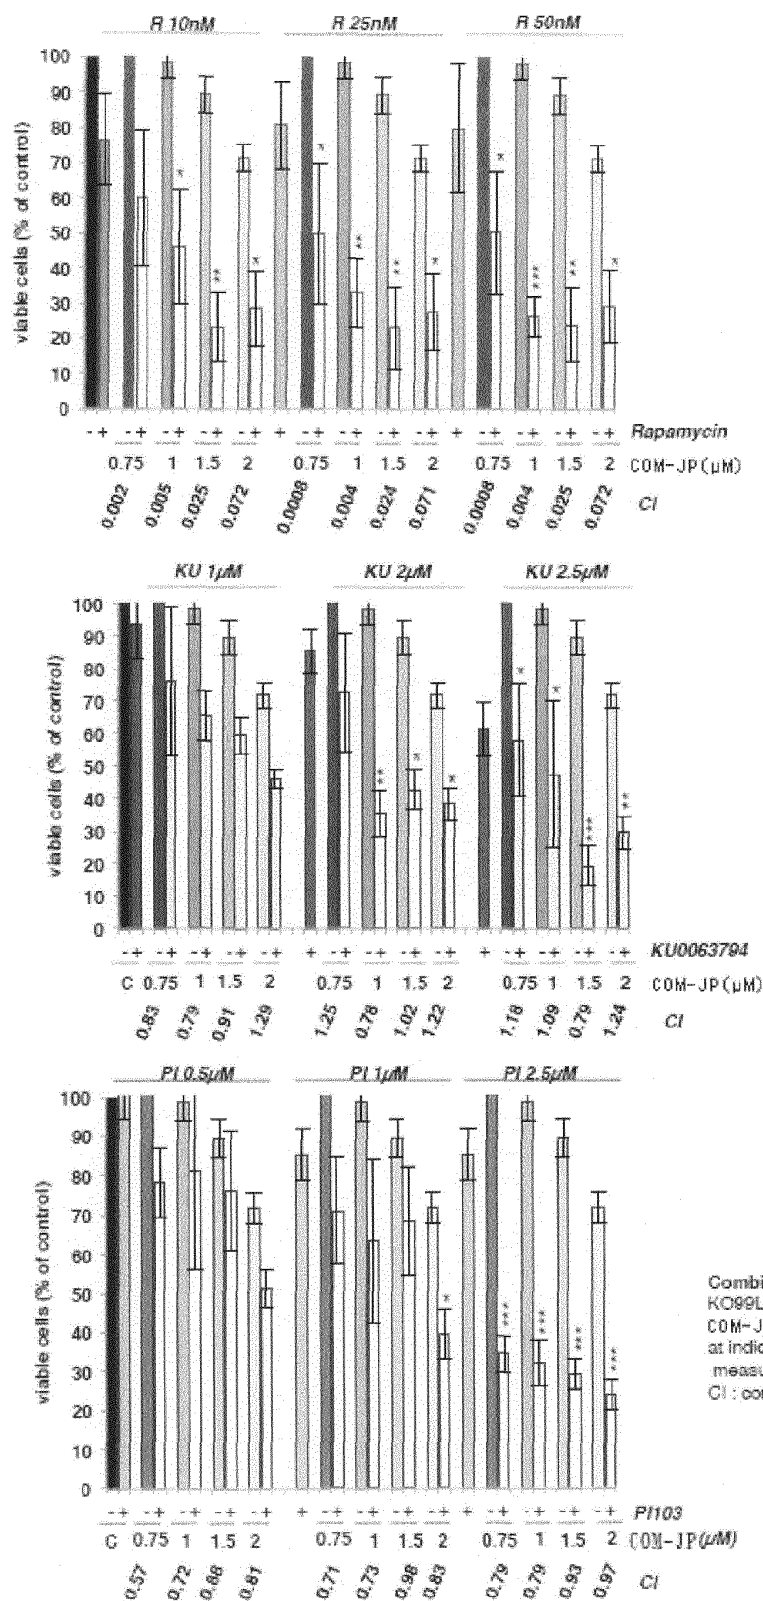 R 10nM R 25nM R 50nM
viable cells (% of control)
100
90
80
70
60
50
40
30
20
10
0
* ** * * ** ** * * *** ** *
- + - + - + - + - + + - + - + - + - + + - + - + - + - + Rapamycin
0.75 1 1.5 2 0.75 1 1.5 2 0.75 1 1.5 2 COM-JP(µM)
0.002 0.005 0.025 0.072 0.0008 0.004 0.024 0.071 0.0008 0.004 0.025 0.072 CI
KU 1µM KU 2µM KU 2.5µM
viable cells (% of control)
100
90
80
70
60
50
40
30
20
10
0
** * * * * *** **
- + - + - + - + - + + - + - + - + - + + - + - + - + - + KU0063794
C 0.75 1 1.5 2 0.75 1 1.5 2 0.75 1 1.5 2 COM-JP(µM)
0.83 0.79 0.91 1.29 1.25 0.78 1.02 1.22 1.18 1.09 0.79 1.24 CI
PI 0.5µM PI 1µM PI 2.5µM
viable cells (% of control)
100
90
80
70
60
50
40
30
20
10
0
* *** *** *** ***
- + - + - + - + - + + - + - + - + - + + - + - + - + - + PI103
C 0.75 1 1.5 2 0.75 1 1.5 2 0.75 1 1.5 2 COM-JP(µM)
0.57 0.72 0.88 0.81 0.71 0.73 0.98 0.83 0.79 0.79 0.93 0.97 CI
Combi
KC99L
COM-J
at indic
measu
CI : cor